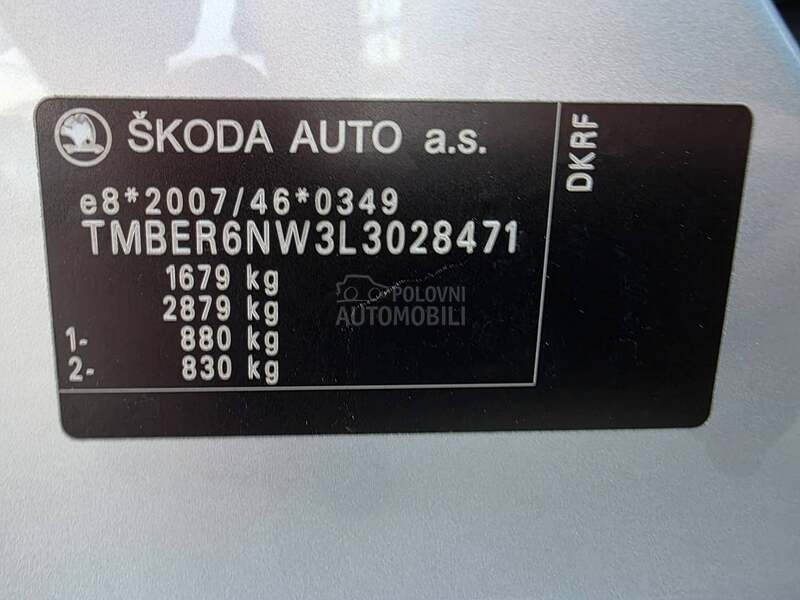 ŠKODA AUTO a.s.
e8*2007/46*0349
TMBER6NW3L3028471
1679 kg
2879 kg
1- 880 kg
2- 830 kg
DKRF
POLOVNI
AUTOMOBILI